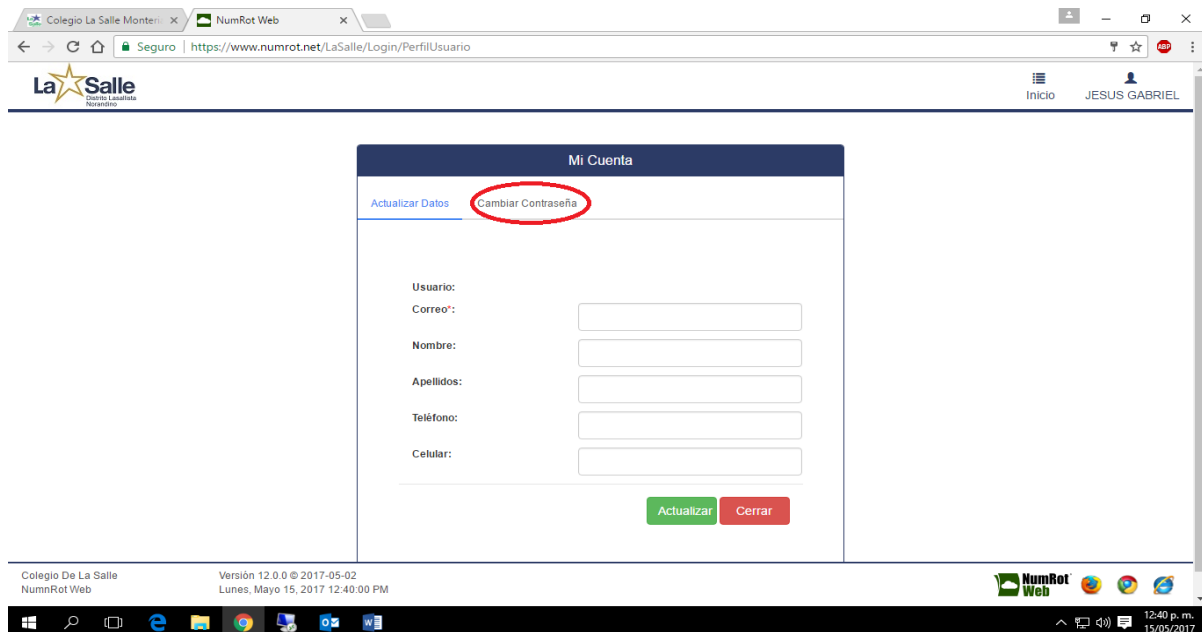 Colegio La Salle Monteri
NumRot Web
Seguro https://www.numrot.net/LaSalle/Login/PerfilUsuario
ABP
La Salle
Distrito Lasallista
Norandino
Inicio
JESUS GABRIEL
Mi Cuenta
Actualizar Datos
Cambiar Contraseña
Usuario:
Correo*:
Nombre:
Apellidos:
Teléfono:
Celular:
Actualizar
Cerrar
Colegio De La Salle
NumnRot Web
Versión 12.0.0 © 2017-05-02
Lunes, Mayo 15, 2017 12:40:00 PM
NumRot
Web
12:40 p. m.
15/05/2017